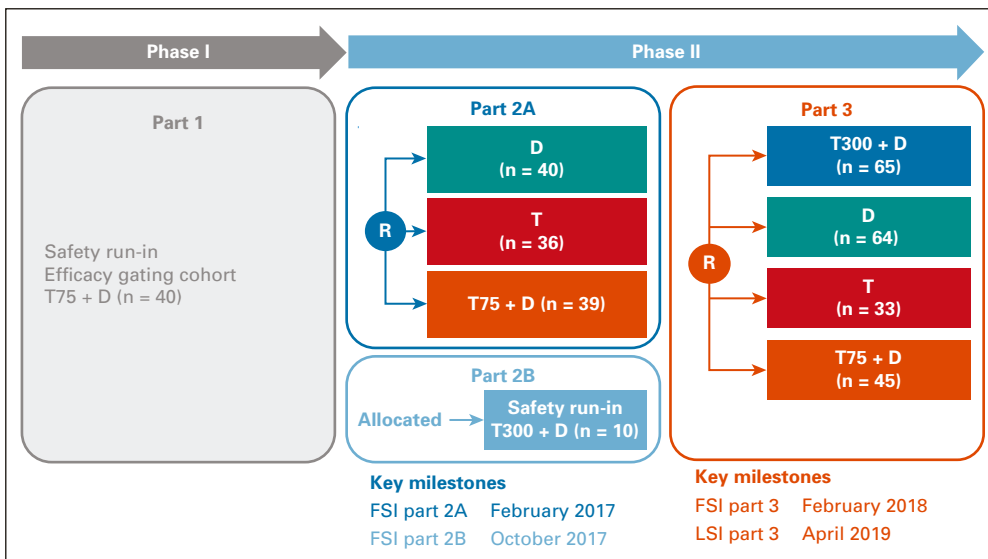 Phase I
Phase II
Part 1
Safety run-in
Efficacy gating cohort
T75 + D (n = 40)
Part 2A
R
D
(n = 40)
T
(n = 36)
T75 + D (n = 39)
Part 2B
Allocated
Safety run-in
T300 + D (n = 10)
Key milestones
FSI part 2A February 2017
FSI part 2B October 2017
Part 3
R
T300 + D
(n = 65)
D
(n = 64)
T
(n = 33)
T75 + D
(n = 45)
Key milestones
FSI part 3 February 2018
LSI part 3 April 2019